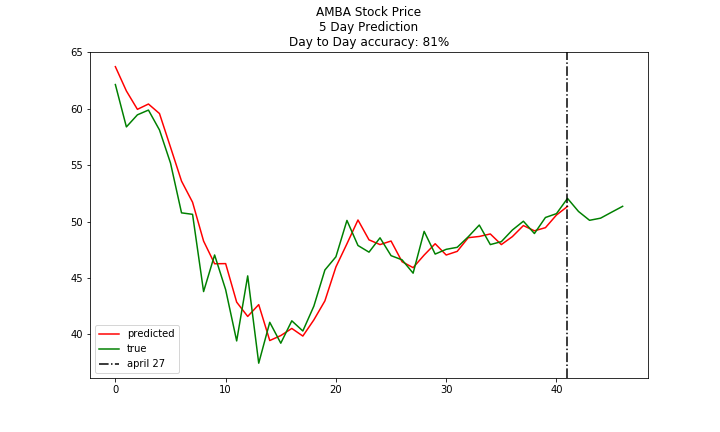 AMBA Stock Price
5 Day Prediction
Day to Day accuracy: 81%
65
60
55
50
45
40
predicted
true
april 27
0
10
20
30
40